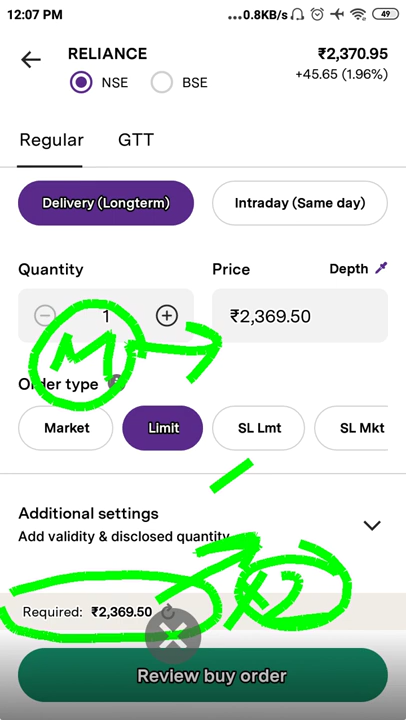 12:07 PM ...0.8KB/s 49
RELIANCE ₹2,370.95
NSE BSE +45.65 (1.96%)
Regular GTT
Delivery (Longterm) Intraday (Same day)
Quantity Price Depth
1 ₹2,369.50
M
Order type
Market Limit SL Lmt SL Mkt
Additional settings
Add validity & disclosed quantity
Required: ₹2,369.50
Review buy order